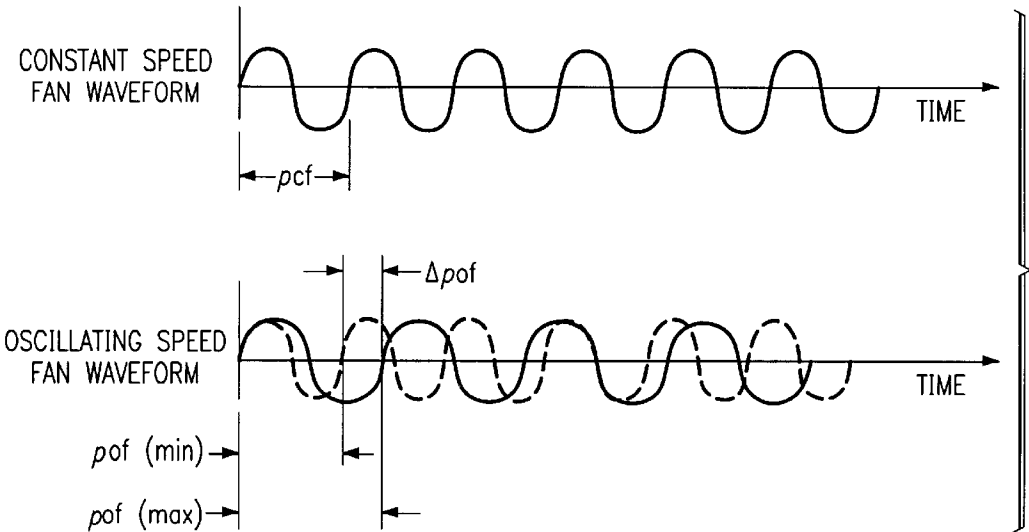 CONSTANT SPEED
FAN WAVEFORM
TIME
pcf
Δpof
OSCILLATING SPEED
FAN WAVEFORM
TIME
pof (min)
pof (max)